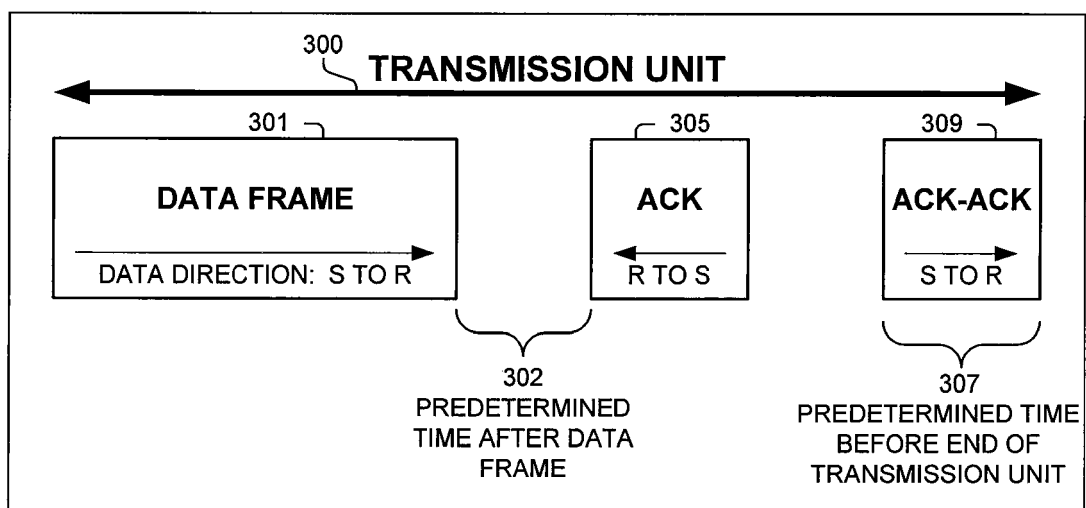 300
TRANSMISSION UNIT
301
305
309
DATA FRAME
ACK
ACK-ACK
DATA DIRECTION: S TO R
R TO S
S TO R
302
PREDETERMINED
TIME AFTER DATA
FRAME
307
PREDETERMINED TIME
BEFORE END OF
TRANSMISSION UNIT